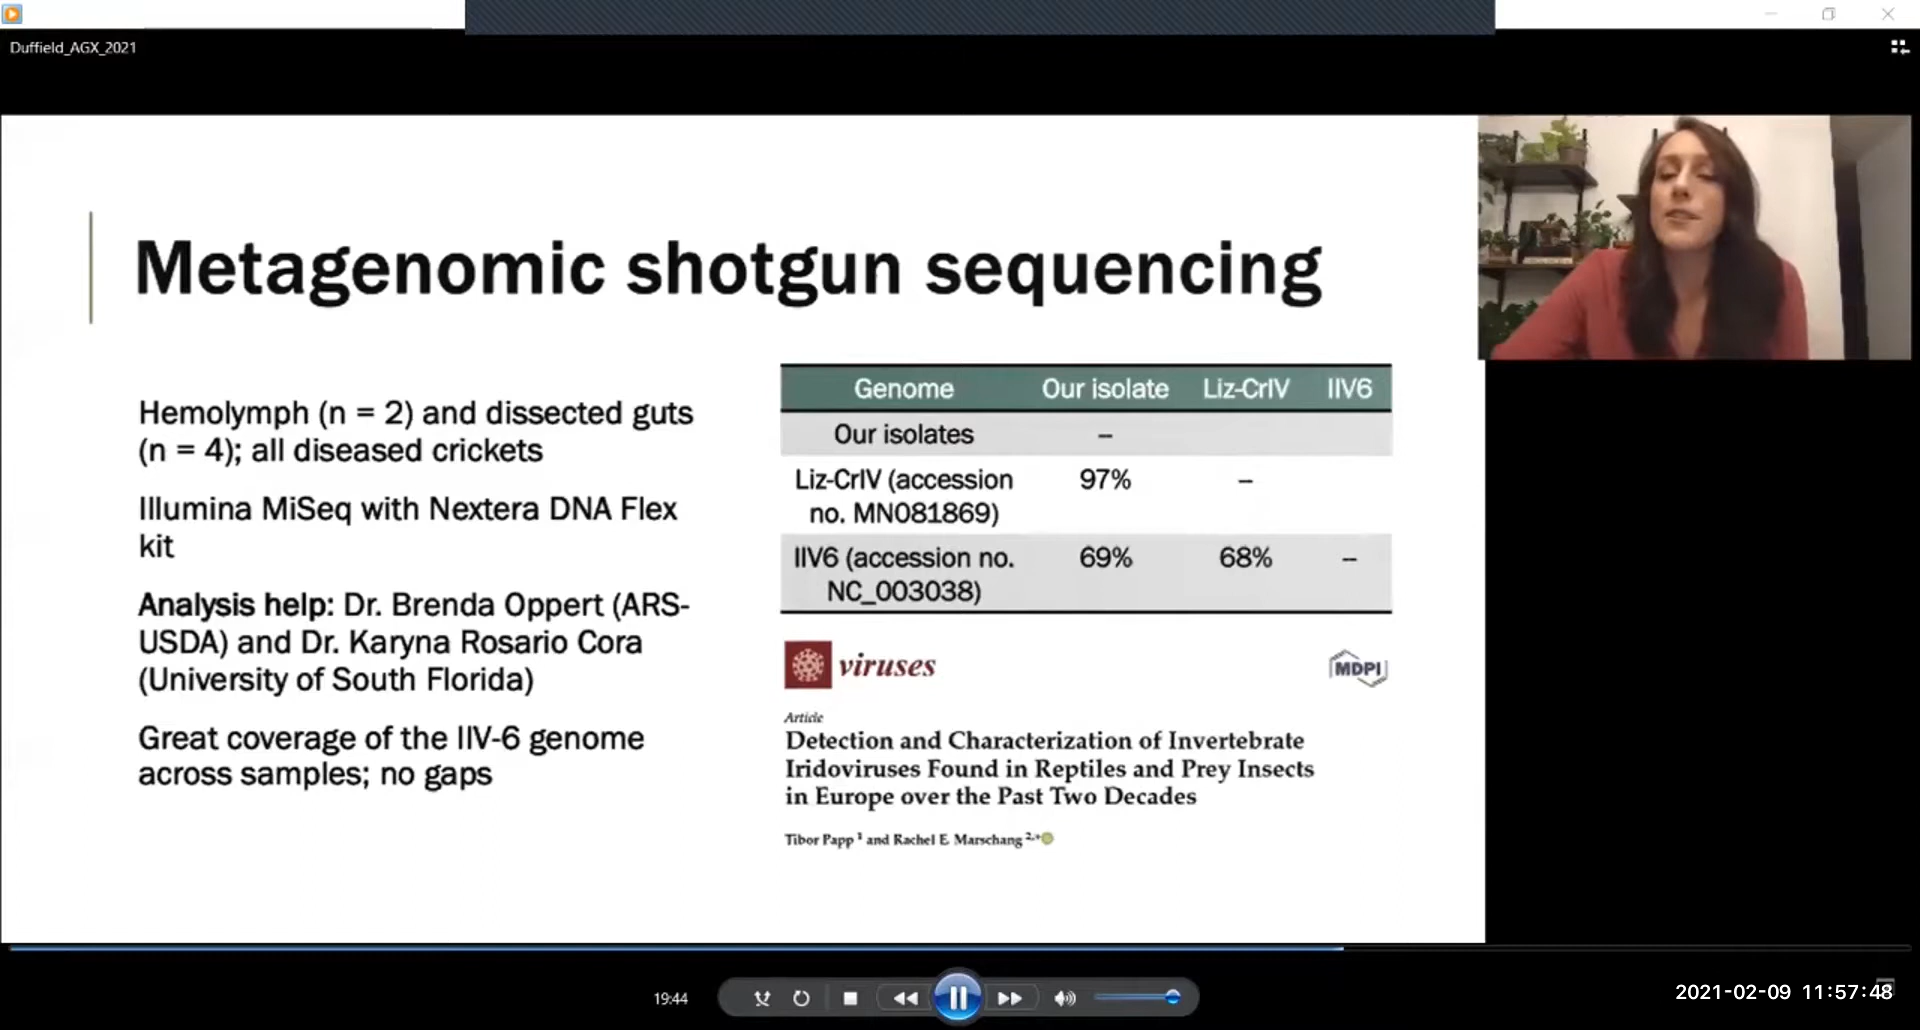 Duffield_AGX_2021
Metagenomic shotgun sequencing
Hemolymph (n = 2) and dissected guts
(n = 4); all diseased crickets
Illumina MiSeq with Nextera DNA Flex
kit
Analysis help: Dr. Brenda Oppert (ARS-
USDA) and Dr. Karyna Rosario Cora
(University of South Florida)
Great coverage of the IIV-6 genome
across samples; no gaps
Genome Our isolate Liz-CrIV IIV6
Our isolates –
Liz-CrIV (accession 97% –
no. MN081869)
IIV6 (accession no. 69% 68% –
NC_003038)
viruses MDPI
Article
Detection and Characterization of Invertebrate
Iridoviruses Found in Reptiles and Prey Insects
in Europe over the Past Two Decades
Tibor Papp 1 and Rachel E. Marschang 2,*
19:44
2021-02-09 11:57:48